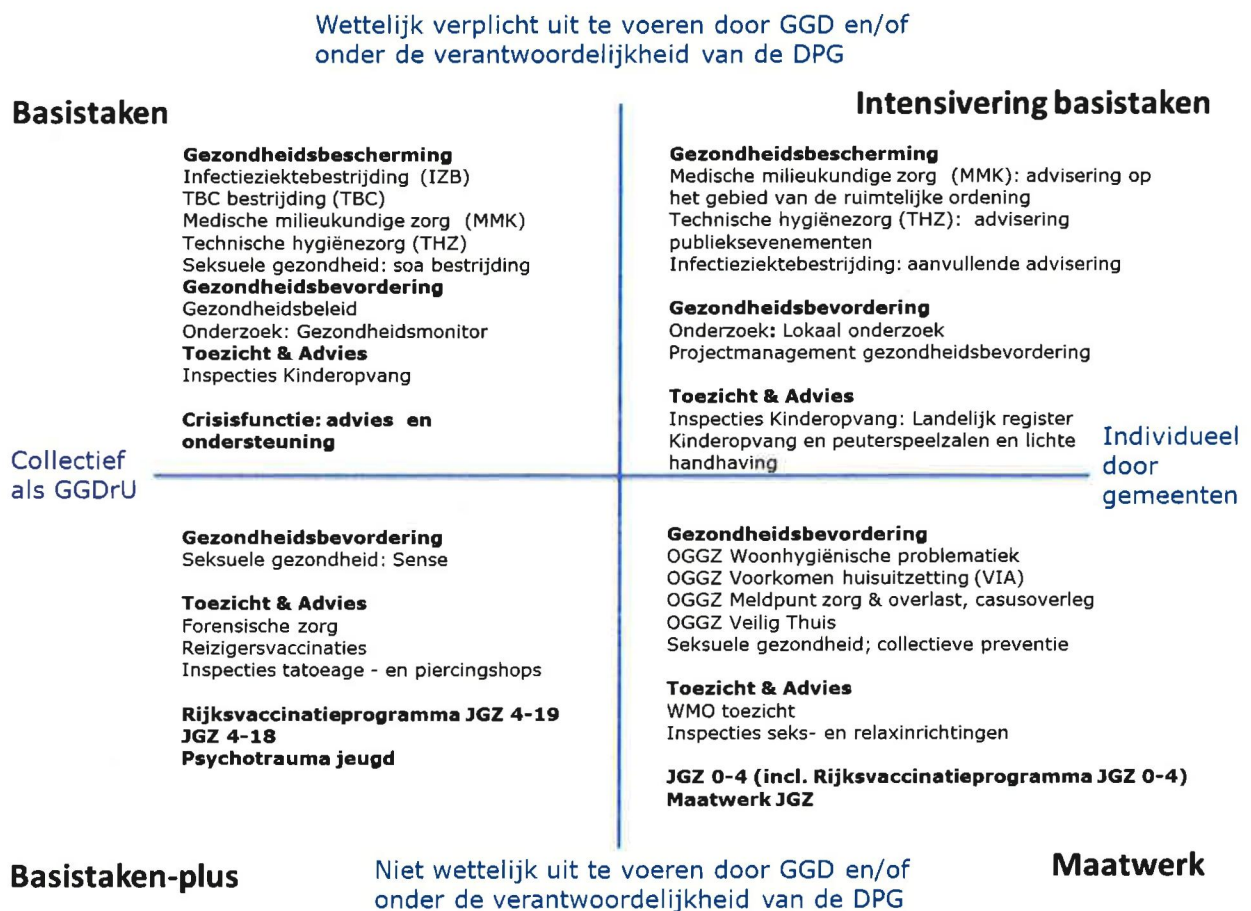 Wettelijk verplicht uit te voeren door GGD en/of
onder de verantwoordelijkheid van de DPG
Basistaken
Gezondheidsbescherming
Infectieziektebestrijding (IZB)
TBC bestrijding (TBC)
Medische milieukundige zorg (MMK)
Technische hygiënezorg (THZ)
Seksuele gezondheid: soa bestrijding
Gezondheidsbevordering
Gezondheidsbeleid
Onderzoek: Gezondheidsmonitor
Toezicht & Advies
Inspecties Kinderopvang
Crisisfunctie: advies en
ondersteuning
Intensivering basistaken
Gezondheidsbescherming
Medische milieukundige zorg (MMK): advisering op
het gebied van de ruimtelijke ordening
Technische hygiënezorg (THZ): advisering
publieksevenementen
Infectieziektebestrijding: aanvullende advisering
Gezondheidsbevordering
Onderzoek: Lokaal onderzoek
Projectmanagement gezondheidsbevordering
Toezicht & Advies
Inspecties Kinderopvang: Landelijk register
Kinderopvang en peuterspeelzalen en lichte
handhaving
Collectief
als GGDrU
Individueel
door
gemeenten
Gezondheidsbevordering
Seksuele gezondheid: Sense
Toezicht & Advies
Forensische zorg
Reizigersvaccinaties
Inspecties tatoeage - en piercingshops
Rijksvaccinatieprogramma JGZ 4-19
JGZ 4-18
Psychotrauma jeugd
Gezondheidsbevordering
OGGZ Woonhygiënische problematiek
OGGZ Voorkomen huisuitzetting (VIA)
OGGZ Meldpunt zorg & overlast, casusoverleg
OGGZ Veilig Thuis
Seksuele gezondheid; collectieve preventie
Toezicht & Advies
WMO toezicht
Inspecties seks- en relaxinrichtingen
JGZ 0-4 (incl. Rijksvaccinatieprogramma JGZ 0-4)
Maatwerk JGZ
Basistaken-plus
Niet wettelijk uit te voeren door GGD en/of
onder de verantwoordelijkheid van de DPG
Maatwerk